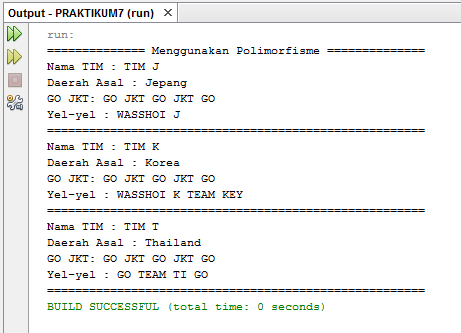 Output - PRAKTIKUM7 (run) ×
run:
============== Menggunakan Polimorfisme ==============
Nama TIM : TIM J
Daerah Asal : Jepang
GO JKT: GO JKT GO JKT GO
Yel-yel : WASSHOI J
======================================================
Nama TIM : TIM K
Daerah Asal : Korea
GO JKT: GO JKT GO JKT GO
Yel-yel : WASSHOI K TEAM KEY
======================================================
Nama TIM : TIM T
Daerah Asal : Thailand
GO JKT: GO JKT GO JKT GO
Yel-yel : GO TEAM TI GO
======================================================
BUILD SUCCESSFUL (total time: 0 seconds)